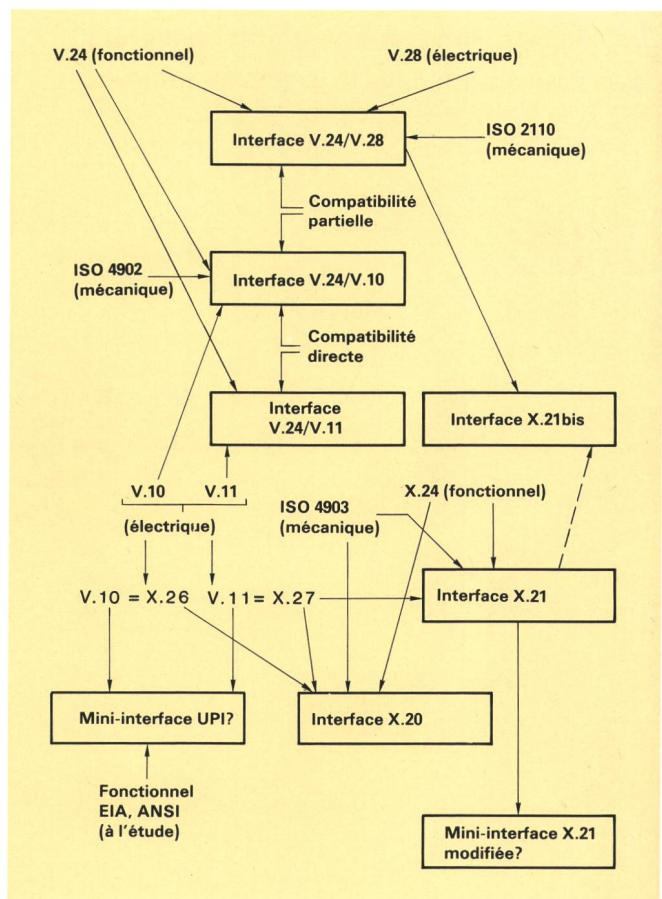 V.24 (fonctionnel)
V.28 (électrique)
Interface V.24/V.28
ISO 2110
(mécanique)
Compatibilité
partielle
ISO 4902
(mécanique)
Interface V.24/V.10
Compatibilité
directe
Interface
V.24/V.11
Interface X.21bis
V.10
V.11
(électrique)
ISO 4903
(mécanique)
X.24 (fonctionnel)
V.10 = X.26
V.11 = X.27
Interface X.21
Mini-interface UPI?
Interface X.20
Fonctionnel
EIA, ANSI
(à l'étude)
Mini-interface X.21
modifiée?